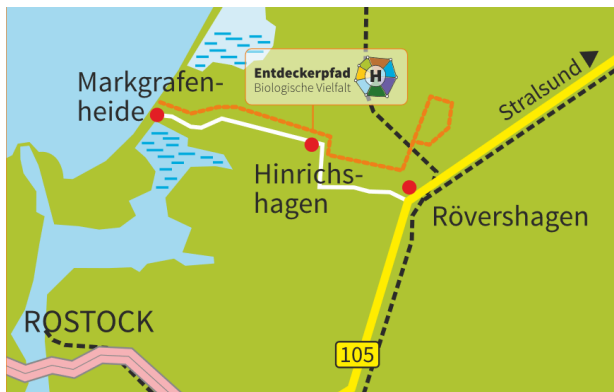 Entdeckerpfad
Biologische Vielfalt
H
Markgrafen-
heide
Stralsund
Hinrichs-
hagen
Rövershagen
ROSTOCK
105